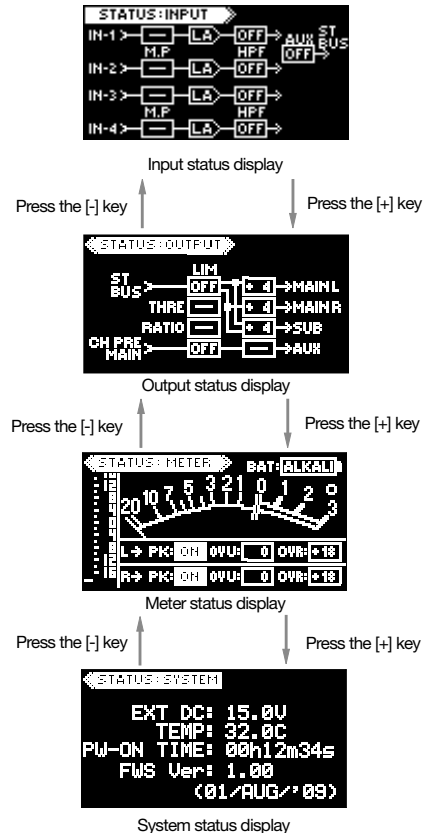 STATUS:INPUT
IN-1 — LA OFF AUX ST BUS
M.P HPF OFF
IN-2 — LA OFF
IN-3 — LA OFF
M.P HPF
IN-4 — LA OFF
Input status display
Press the [-] key Press the [+] key
STATUS:OUTPUT
LIM
ST BUS OFF + 4 MAIN L
THRE — + 4 MAIN R
RATIO — + 4 SUB
CH PRE MAIN OFF — AUX
Output status display
Press the [-] key Press the [+] key
STATUS:METER BAT:ALKALI
20 10 7 5 3 2 1 0 1 2 3
L→ PK: ON 0VU: 0 OVR:+18
R→ PK: ON 0VU: 0 OVR:+18
Meter status display
Press the [-] key Press the [+] key
STATUS:SYSTEM
EXT DC: 15.0V
TEMP: 32.0C
PW-ON TIME: 00h12m34s
FWS Ver: 1.00
(01/AUG/'09)
System status display